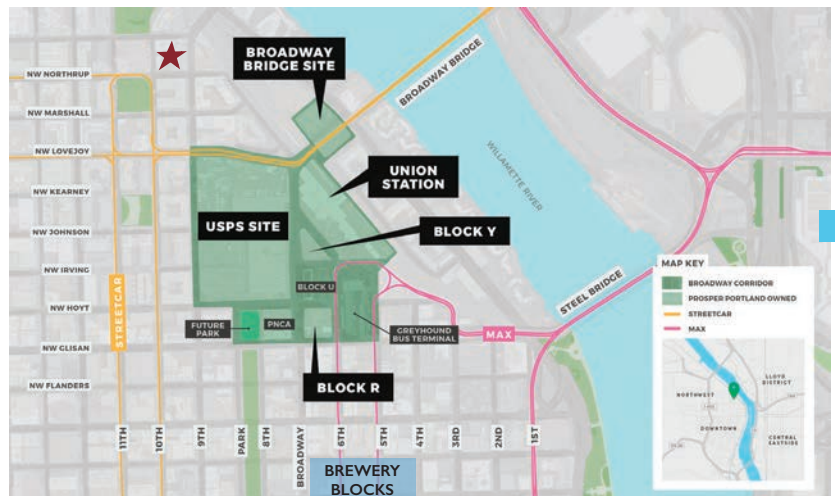 BROADWAY
BRIDGE SITE
BROADWAY BRIDGE
NW NORTHRUP
NW MARSHALL
NW LOVEJOY
NW KEARNEY
NW JOHNSON
NW IRVING
NW HOYT
NW GLISAN
NW FLANDERS
UNION
STATION
WILLAMETTE RIVER
USPS SITE
BLOCK Y
BLOCK U
STREETCAR
FUTURE
PARK
PNCA
GREYHOUND
BUS TERMINAL
MAX
STEEL BRIDGE
BLOCK R
11TH
10TH
9TH
PARK
8TH
BROADWAY
6TH
5TH
4TH
3RD
2ND
1ST
BREWERY
BLOCKS
MAP KEY
BROADWAY CORRIDOR
PROSPER PORTLAND OWNED
STREETCAR
MAX
LLOYD
DISTRICT
NORTHWEST
DOWNTOWN
CENTRAL
EASTSIDE